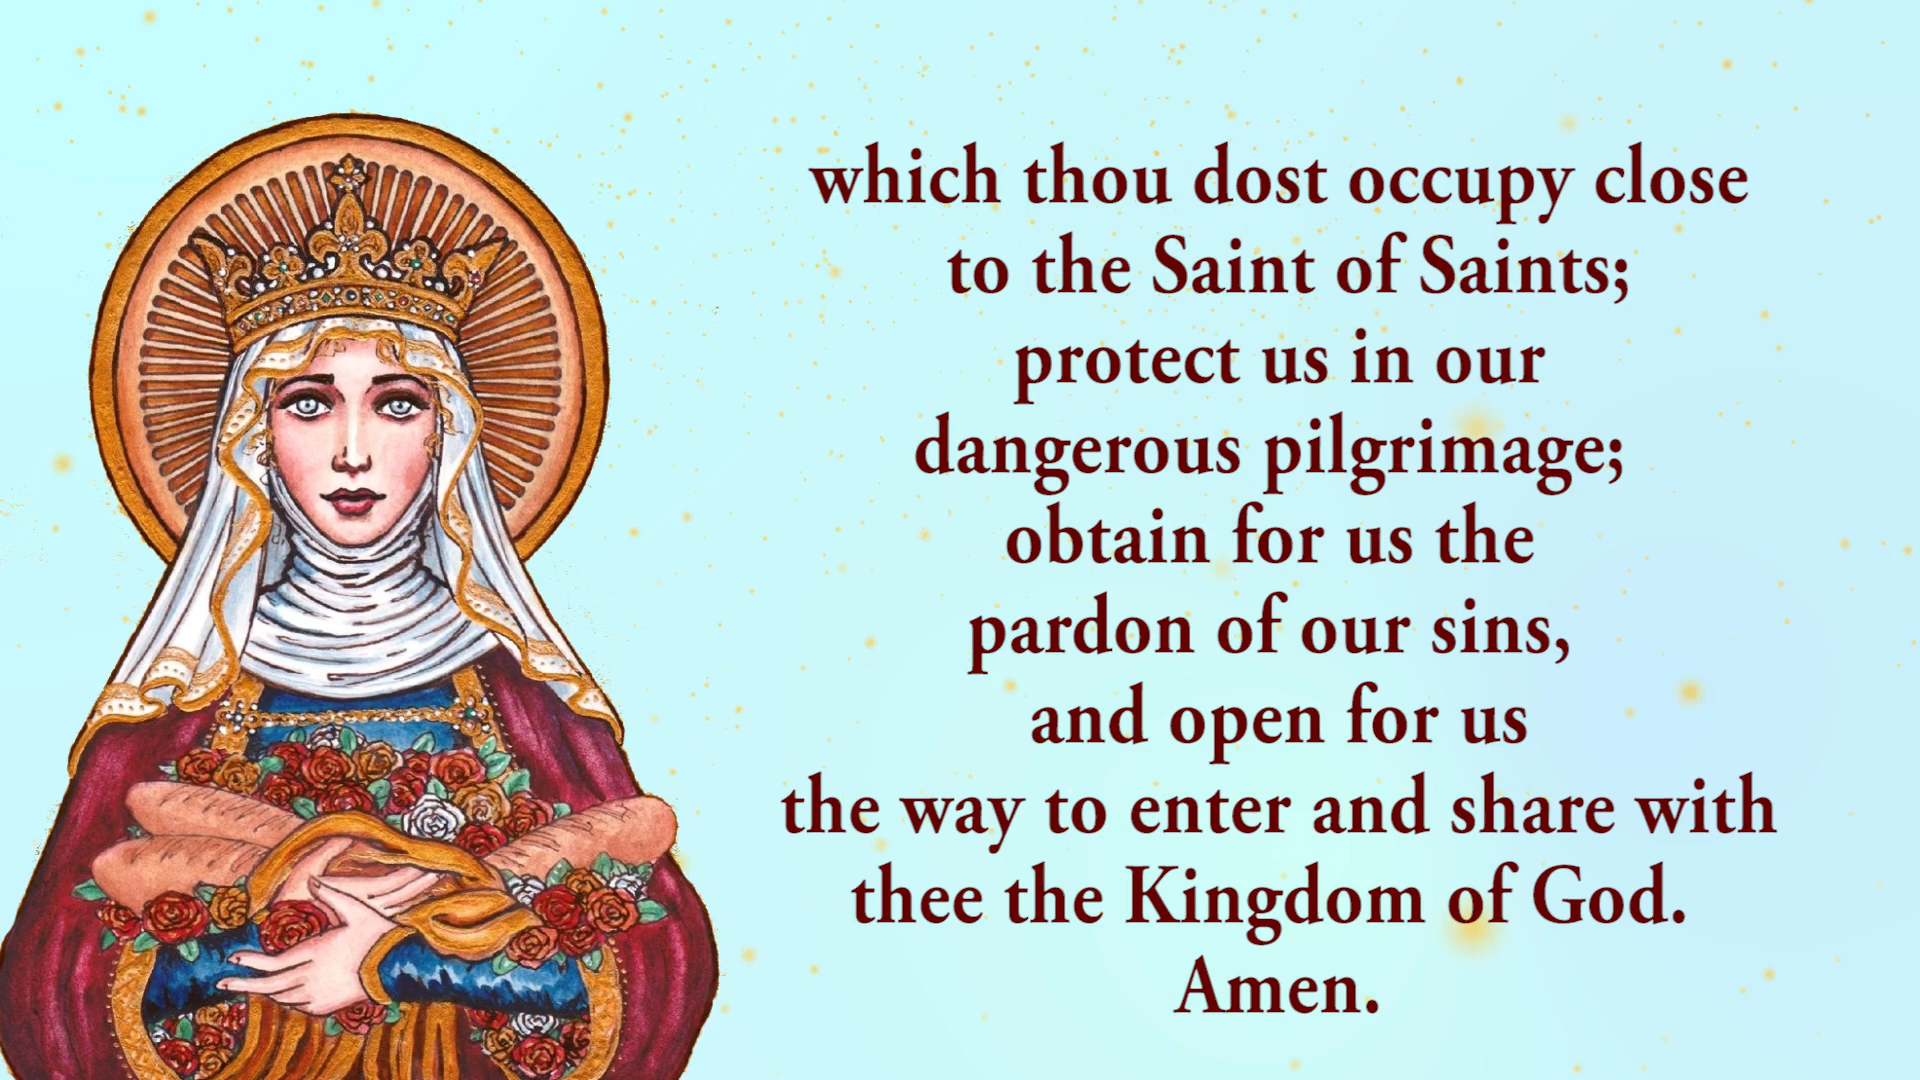 which thou dost occupy close
to the Saint of Saints;
protect us in our
dangerous pilgrimage;
obtain for us the
pardon of our sins,
and open for us
the way to enter and share with
thee the Kingdom of God.
Amen.